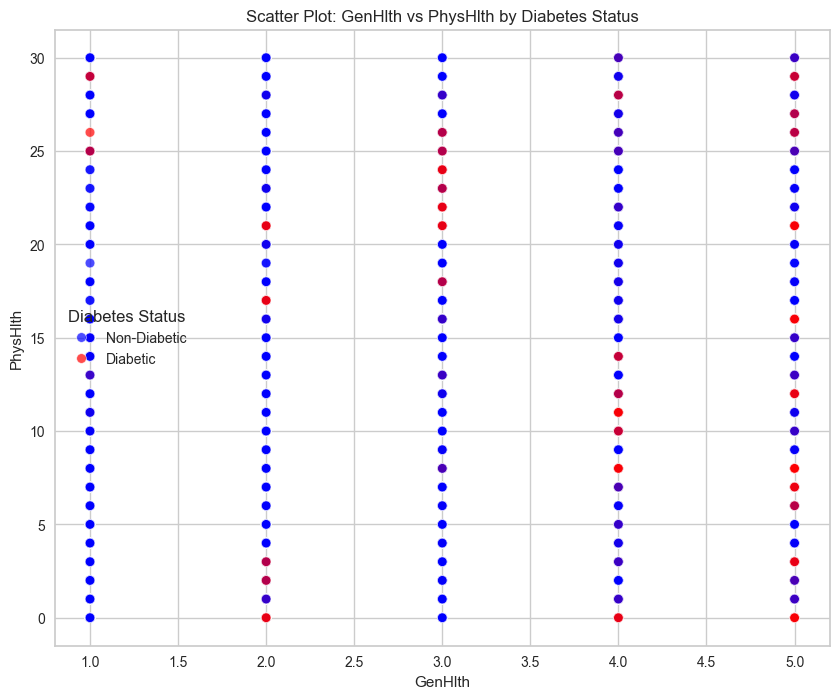 Scatter Plot: GenHlth vs PhysHlth by Diabetes Status
30
25
20
15
10
5
0
PhysHlth
Diabetes Status
Non-Diabetic
Diabetic
1.0 1.5 2.0 2.5 3.0 3.5 4.0 4.5 5.0
GenHlth